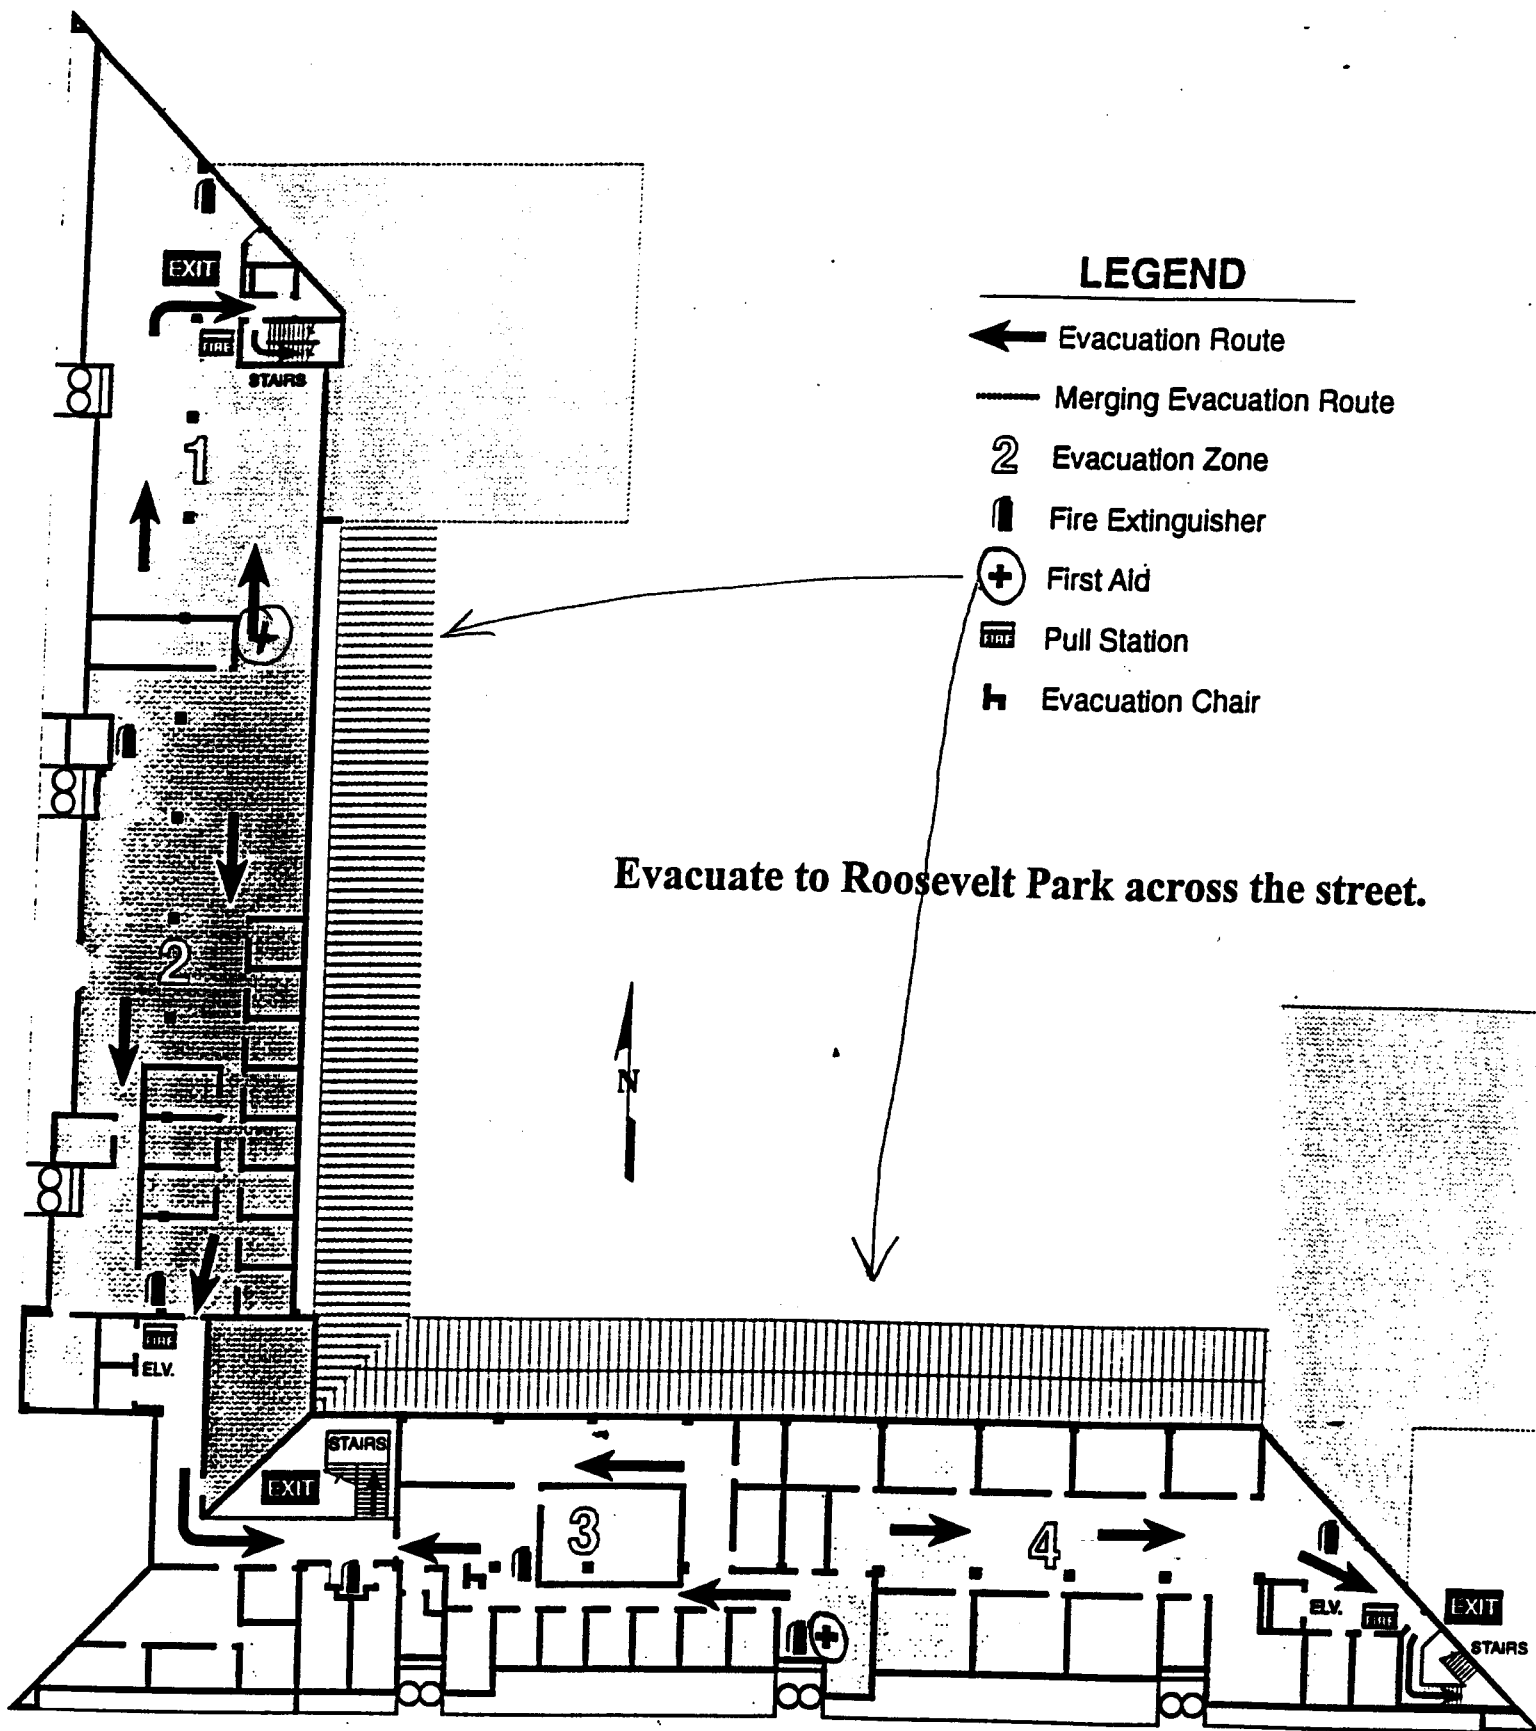 EXIT
FIRE
STAIRS
1
LEGEND
Evacuation Route
Merging Evacuation Route
2 Evacuation Zone
Fire Extinguisher
First Aid
FIRE Pull Station
Evacuation Chair
Evacuate to Roosevelt Park across the street.
2
N
FIRE
ELV.
STAIRS
EXIT
3
4
ELV.
FIRE
EXIT
STAIRS